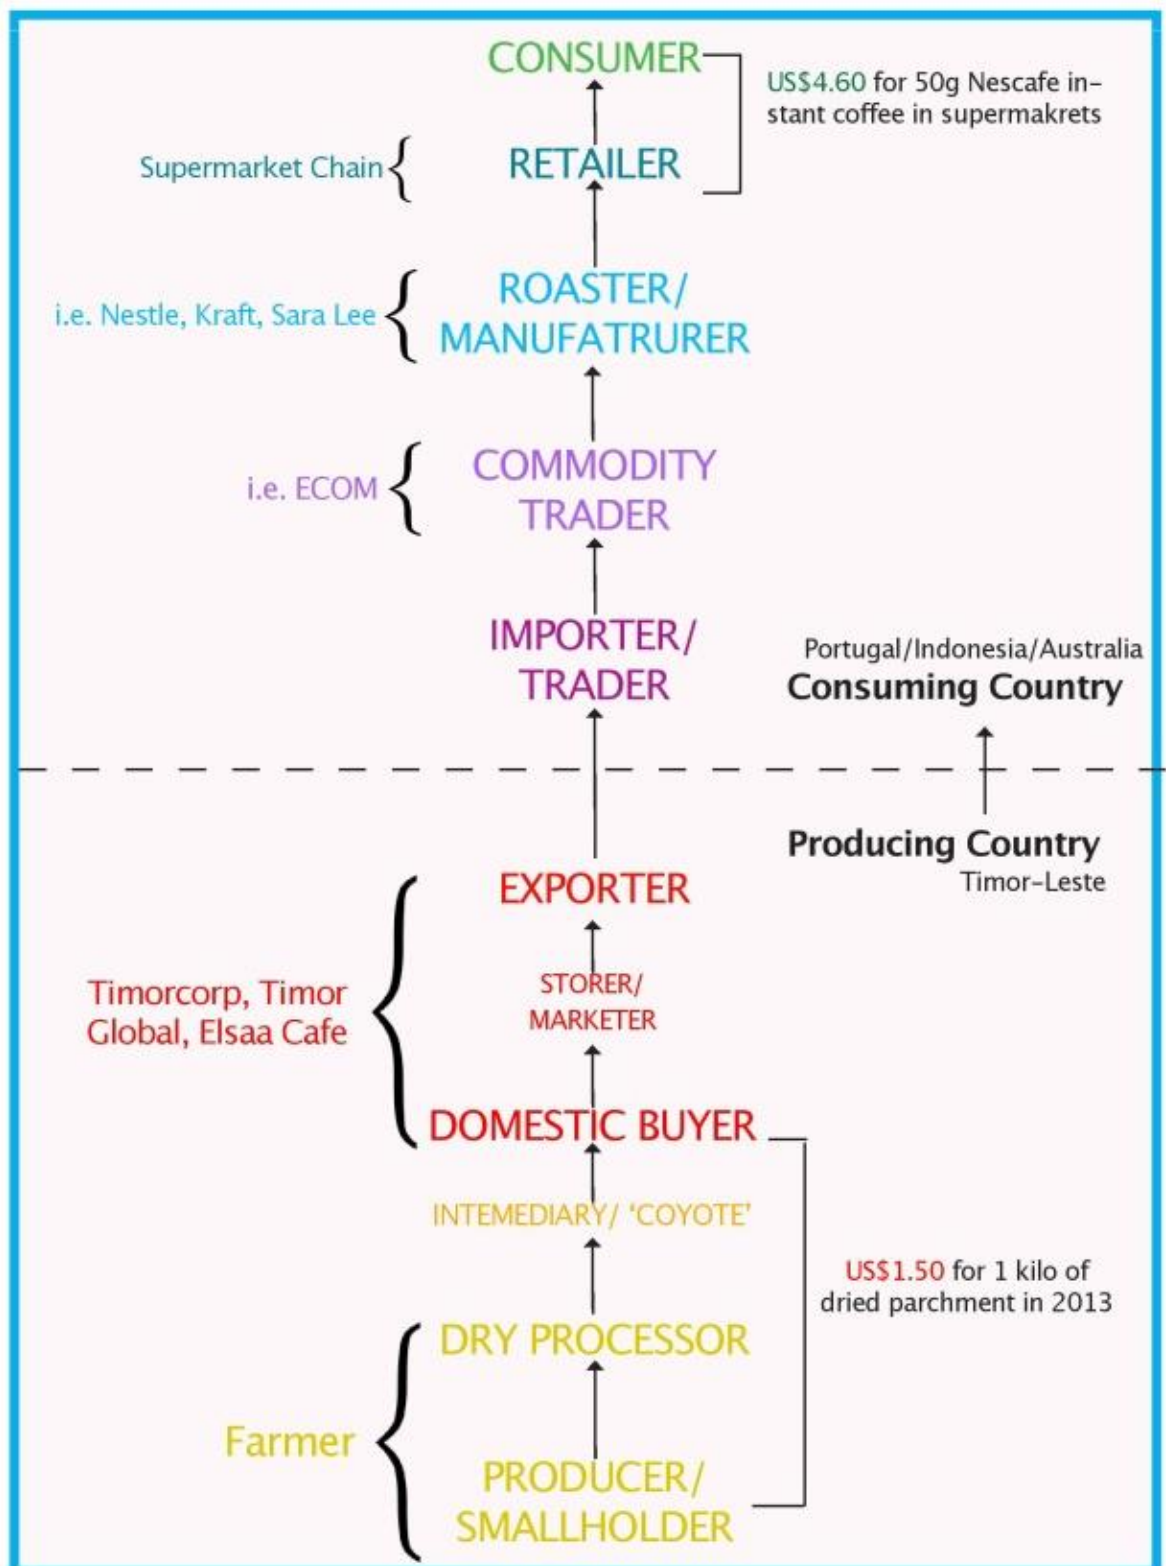 CONSUMER
US$4.60 for 50g Nescafe in-
stant coffee in supermakrets
Supermarket Chain
RETAILER
i.e. Nestle, Kraft, Sara Lee
ROASTER/
MANUFATRURER
i.e. ECOM
COMMODITY
TRADER
IMPORTER/
TRADER
Portugal/Indonesia/Australia
Consuming Country
Producing Country
Timor-Leste
EXPORTER
Timorcorp, Timor
Global, Elsaa Cafe
STORER/
MARKETER
DOMESTIC BUYER
INTEMEDIARY/ ‘COYOTE’
US$1.50 for 1 kilo of
dried parchment in 2013
DRY PROCESSOR
Farmer
PRODUCER/
SMALLHOLDER